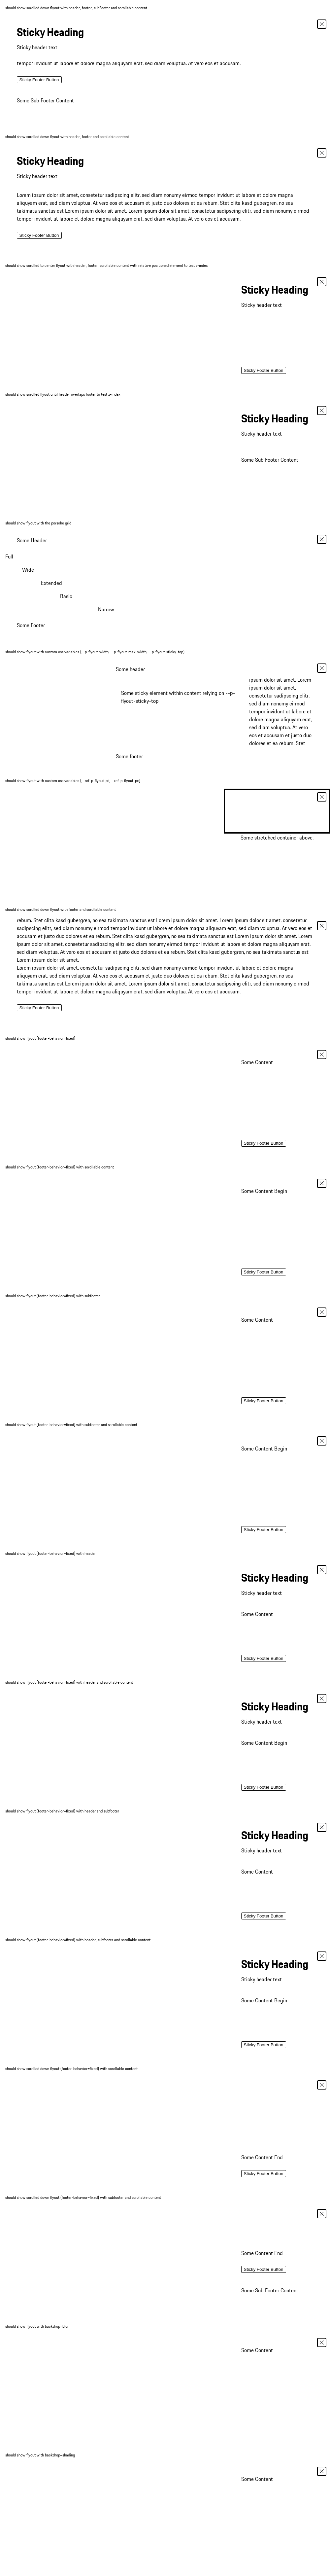 should show scrolled down flyout with header, footer, subFooter and scrollable content
Sticky Heading
Sticky header text
tempor invidunt ut labore et dolore magna aliquyam erat, sed diam voluptua. At vero eos et accusam.
Sticky Footer Button
Some Sub Footer Content
should show scrolled down flyout with header, footer and scrollable content
Sticky Heading
Sticky header text
Lorem ipsum dolor sit amet, consetetur sadipscing elitr, sed diam nonumy eirmod tempor invidunt ut labore et dolore magna
aliquyam erat, sed diam voluptua. At vero eos et accusam et justo duo dolores et ea rebum. Stet clita kasd gubergren, no sea
takimata sanctus est Lorem ipsum dolor sit amet. Lorem ipsum dolor sit amet, consetetur sadipscing elitr, sed diam nonumy eirmod
tempor invidunt ut labore et dolore magna aliquyam erat, sed diam voluptua. At vero eos et accusam.
Sticky Footer Button
should show scrolled to center flyout with header, footer, scrollable content with relative positioned element to test z-index
Sticky Heading
Sticky header text
Sticky Footer Button
should show scrolled flyout until header overlaps footer to test z-index
Sticky Heading
Sticky header text
Some Sub Footer Content
should show flyout with the porsche grid
Some Header
Full
Wide
Extended
Basic
Narrow
Some Footer
should show flyout with custom css variables [--p-flyout-width, --p-flyout-max-width, --p-flyout-sticky-top]
Some header
Some sticky element within content relying on --p-
flyout-sticky-top
ipsum dolor sit amet. Lorem
ipsum dolor sit amet,
consetetur sadipscing elitr,
sed diam nonumy eirmod
tempor invidunt ut labore et
dolore magna aliquyam erat,
sed diam voluptua. At vero
eos et accusam et justo duo
dolores et ea rebum. Stet
Some footer
should show flyout with custom css variables [--ref-p-flyout-pt, --ref-p-flyout-px]
Some stretched container above.
should show scrolled down flyout with footer and scrollable content
rebum. Stet clita kasd gubergren, no sea takimata sanctus est Lorem ipsum dolor sit amet. Lorem ipsum dolor sit amet, consetetur
sadipscing elitr, sed diam nonumy eirmod tempor invidunt ut labore et dolore magna aliquyam erat, sed diam voluptua. At vero eos et
accusam et justo duo dolores et ea rebum. Stet clita kasd gubergren, no sea takimata sanctus est Lorem ipsum dolor sit amet. Lorem
ipsum dolor sit amet, consetetur sadipscing elitr, sed diam nonumy eirmod tempor invidunt ut labore et dolore magna aliquyam erat,
sed diam voluptua. At vero eos et accusam et justo duo dolores et ea rebum. Stet clita kasd gubergren, no sea takimata sanctus est
Lorem ipsum dolor sit amet.
Lorem ipsum dolor sit amet, consetetur sadipscing elitr, sed diam nonumy eirmod tempor invidunt ut labore et dolore magna
aliquyam erat, sed diam voluptua. At vero eos et accusam et justo duo dolores et ea rebum. Stet clita kasd gubergren, no sea
takimata sanctus est Lorem ipsum dolor sit amet. Lorem ipsum dolor sit amet, consetetur sadipscing elitr, sed diam nonumy eirmod
tempor invidunt ut labore et dolore magna aliquyam erat, sed diam voluptua. At vero eos et accusam.
Sticky Footer Button
should show flyout [footer-behavior=fixed]
Some Content
Sticky Footer Button
should show flyout [footer-behavior=fixed] with scrollable content
Some Content Begin
Sticky Footer Button
should show flyout [footer-behavior=fixed] with subfooter
Some Content
Sticky Footer Button
should show flyout [footer-behavior=fixed] with subfooter and scrollable content
Some Content Begin
Sticky Footer Button
should show flyout [footer-behavior=fixed] with header
Sticky Heading
Sticky header text
Some Content
Sticky Footer Button
should show flyout [footer-behavior=fixed] with header and scrollable content
Sticky Heading
Sticky header text
Some Content Begin
Sticky Footer Button
should show flyout [footer-behavior=fixed] with header and subfooter
Sticky Heading
Sticky header text
Some Content
Sticky Footer Button
should show flyout [footer-behavior=fixed] with header, subfooter and scrollable content
Sticky Heading
Sticky header text
Some Content Begin
Sticky Footer Button
should show scrolled down flyout [footer-behavior=fixed] with scrollable content
Some Content End
Sticky Footer Button
should show scrolled down flyout [footer-behavior=fixed] with subfooter and scrollable content
Some Content End
Sticky Footer Button
Some Sub Footer Content
should show flyout with backdrop=blur
Some Content
should show flyout with backdrop=shading
Some Content